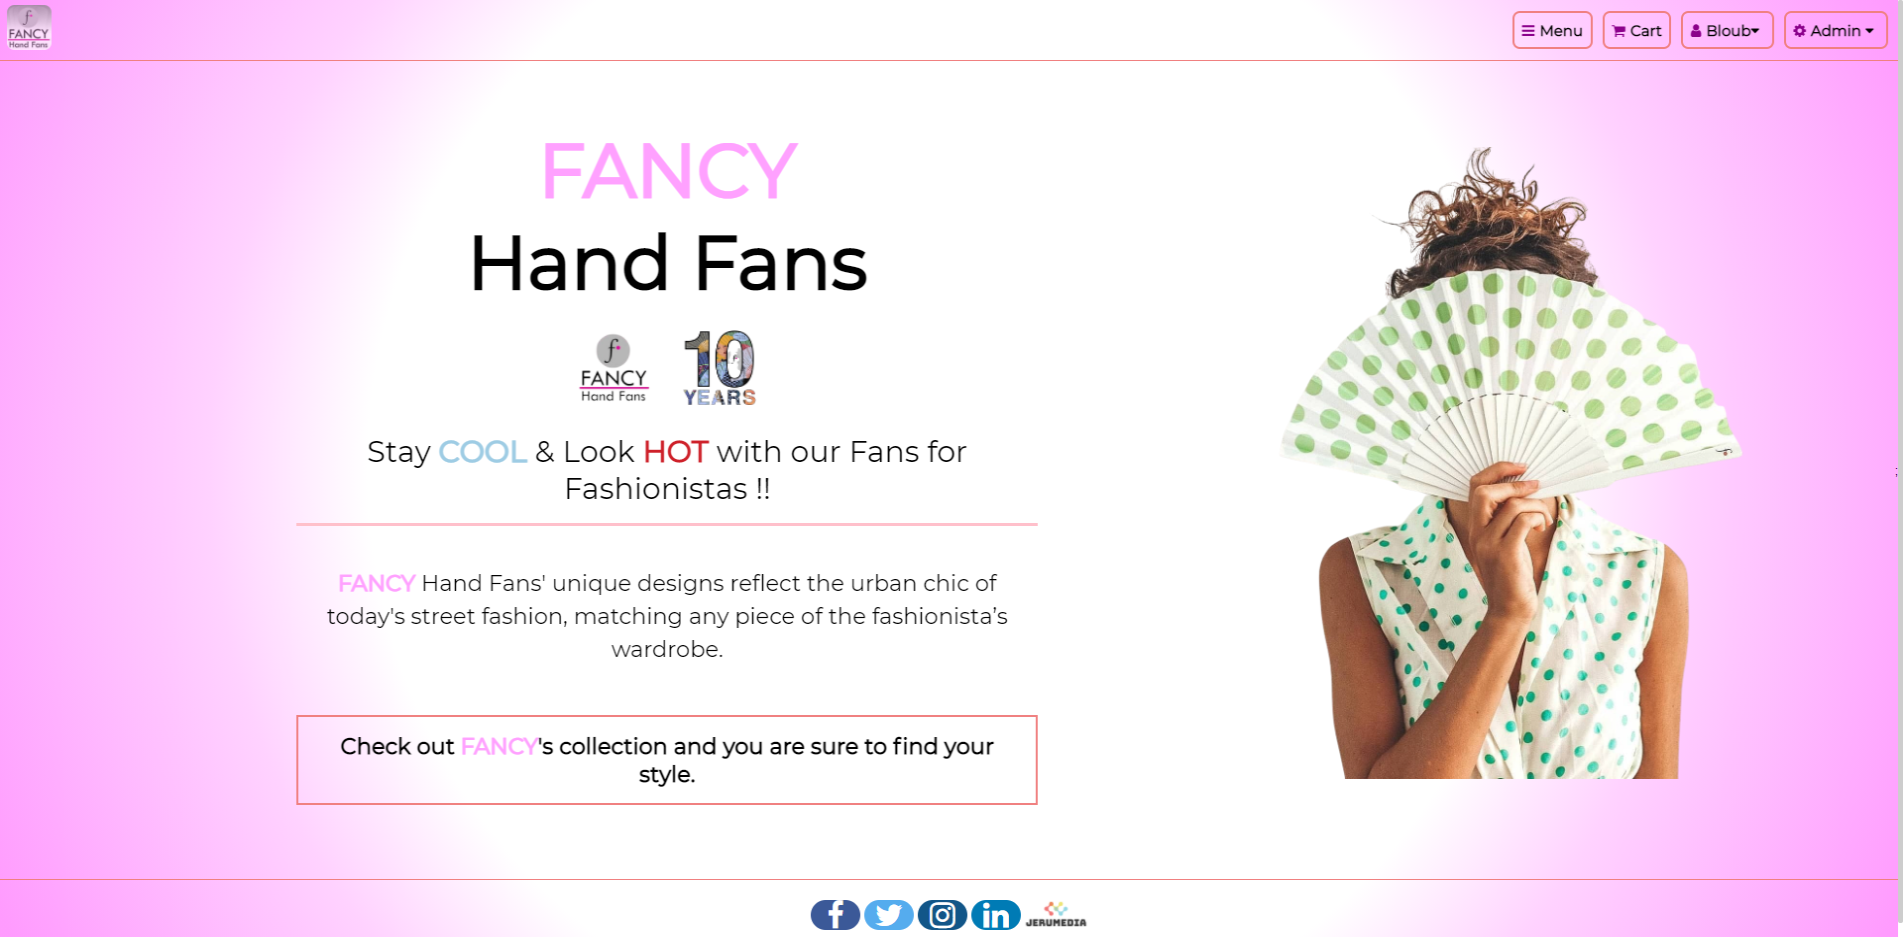 FANCY
Hand Fans
Menu
Cart
Bloub
Admin
FANCY
Hand Fans
f
FANCY
Hand Fans
10
YEARS
Stay COOL & Look HOT with our Fans for
Fashionistas !!
FANCY Hand Fans' unique designs reflect the urban chic of
today's street fashion, matching any piece of the fashionista’s
wardrobe.
Check out FANCY's collection and you are sure to find your
style.
f
in
JERUMEDIA